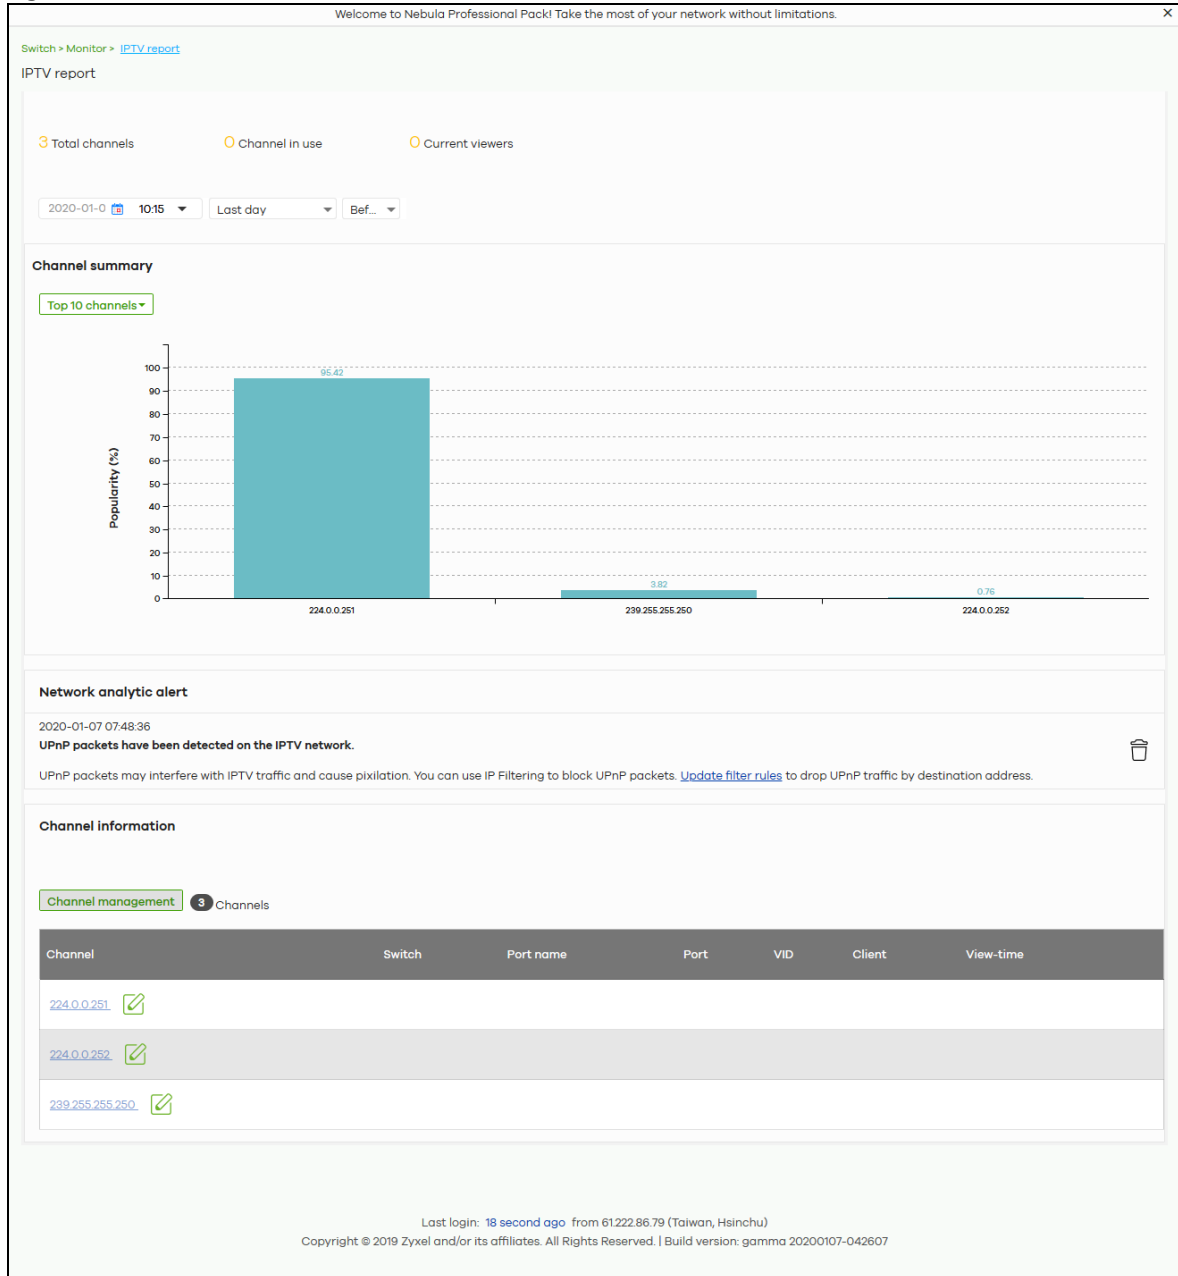 Welcome to Nebula Professional Pack! Take the most of your network without limitations.
Switch > Monitor > IPTV report
IPTV report
3 Total channels 0 Channel in use 0 Current viewers
2020-01-0 10:15 Last day Bef...
Channel summary
Top 10 channels
Popularity (%)
100
90
80
70
60
50
40
30
20
10
0
95.42
3.82
0.76
224.0.0.251 239.255.255.250 224.0.0.252
Network analytic alert
2020-01-07 07:48:36
UPnP packets have been detected on the IPTV network.
UPnP packets may interfere with IPTV traffic and cause pixilation. You can use IP Filtering to block UPnP packets. Update filter rules to drop UPnP traffic by destination address.
Channel information
Channel management 3 Channels
Channel Switch Port name Port VID Client View-time
224.0.0.251
224.0.0.252
239.255.255.250
Last login: 18 second ago from 61.222.86.79 (Taiwan, Hsinchu)
Copyright © 2019 Zyxel and/or its affiliates. All Rights Reserved. | Build version: gamma 20200107-042607